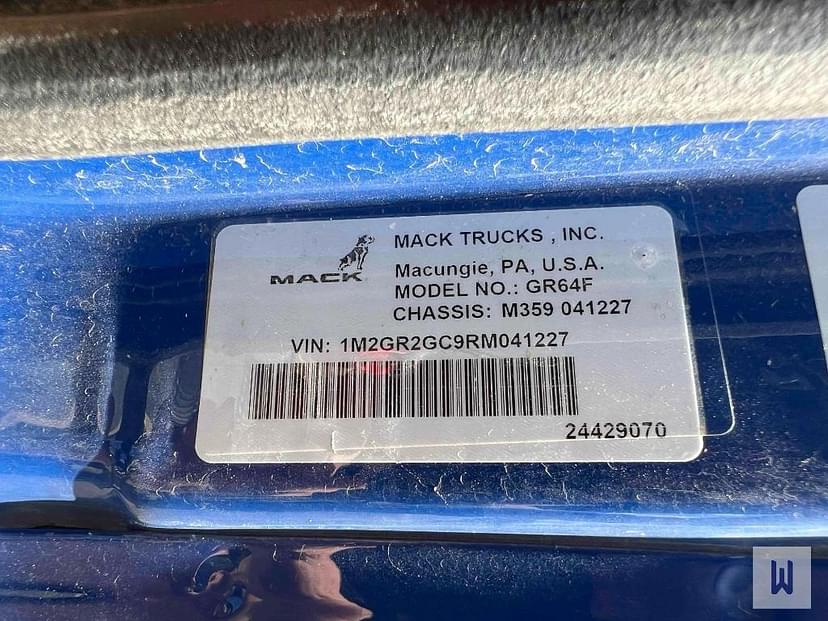 MACK TRUCKS , INC.
MACK
Macungie, PA, U.S.A.
MODEL NO.: GR64F
CHASSIS: M359 041227
VIN: 1M2GR2GC9RM041227
24429070
W